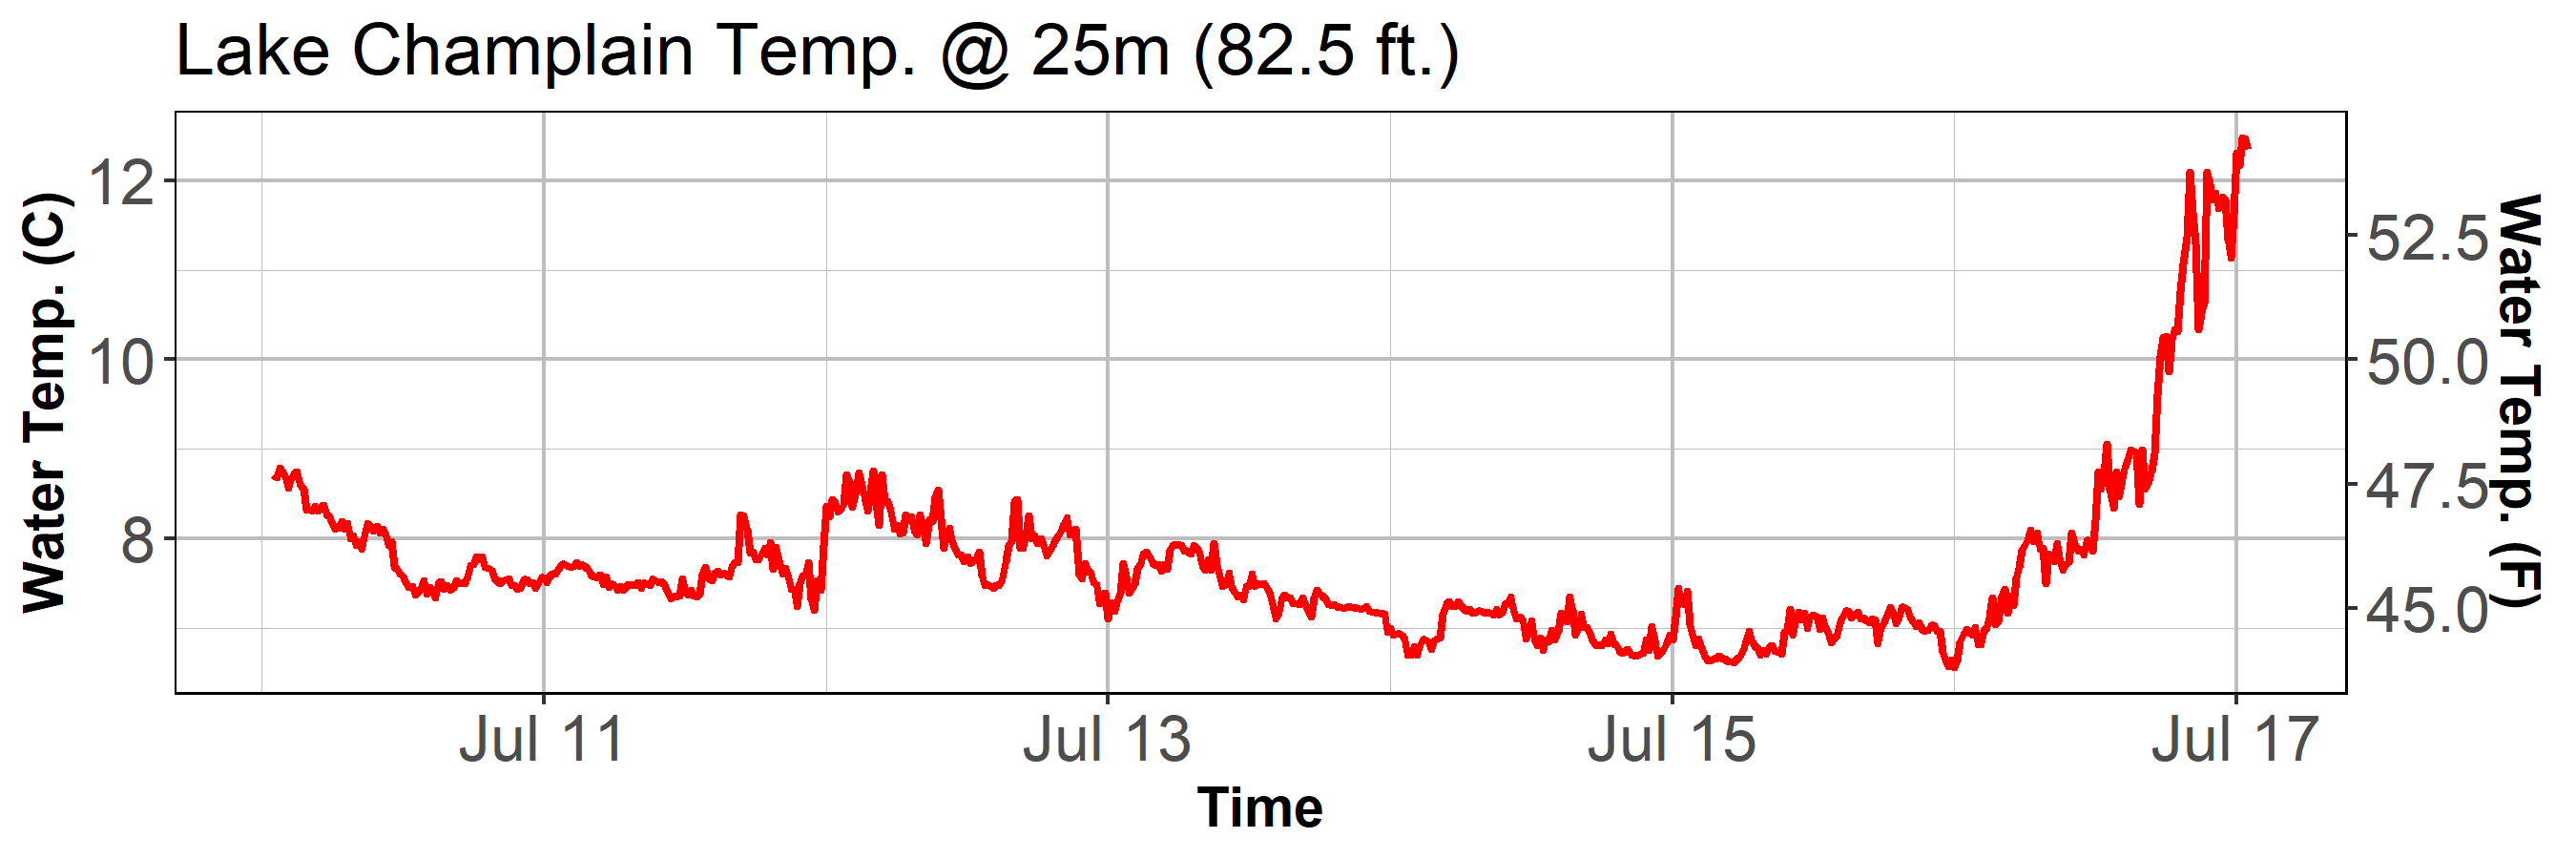 Lake Champlain Temp. @ 25m (82.5 ft.)
Water Temp. (C)
12
10
8
52.5
50.0
47.5
45.0
Water Temp. (F)
Jul 11
Jul 13
Jul 15
Jul 17
Time